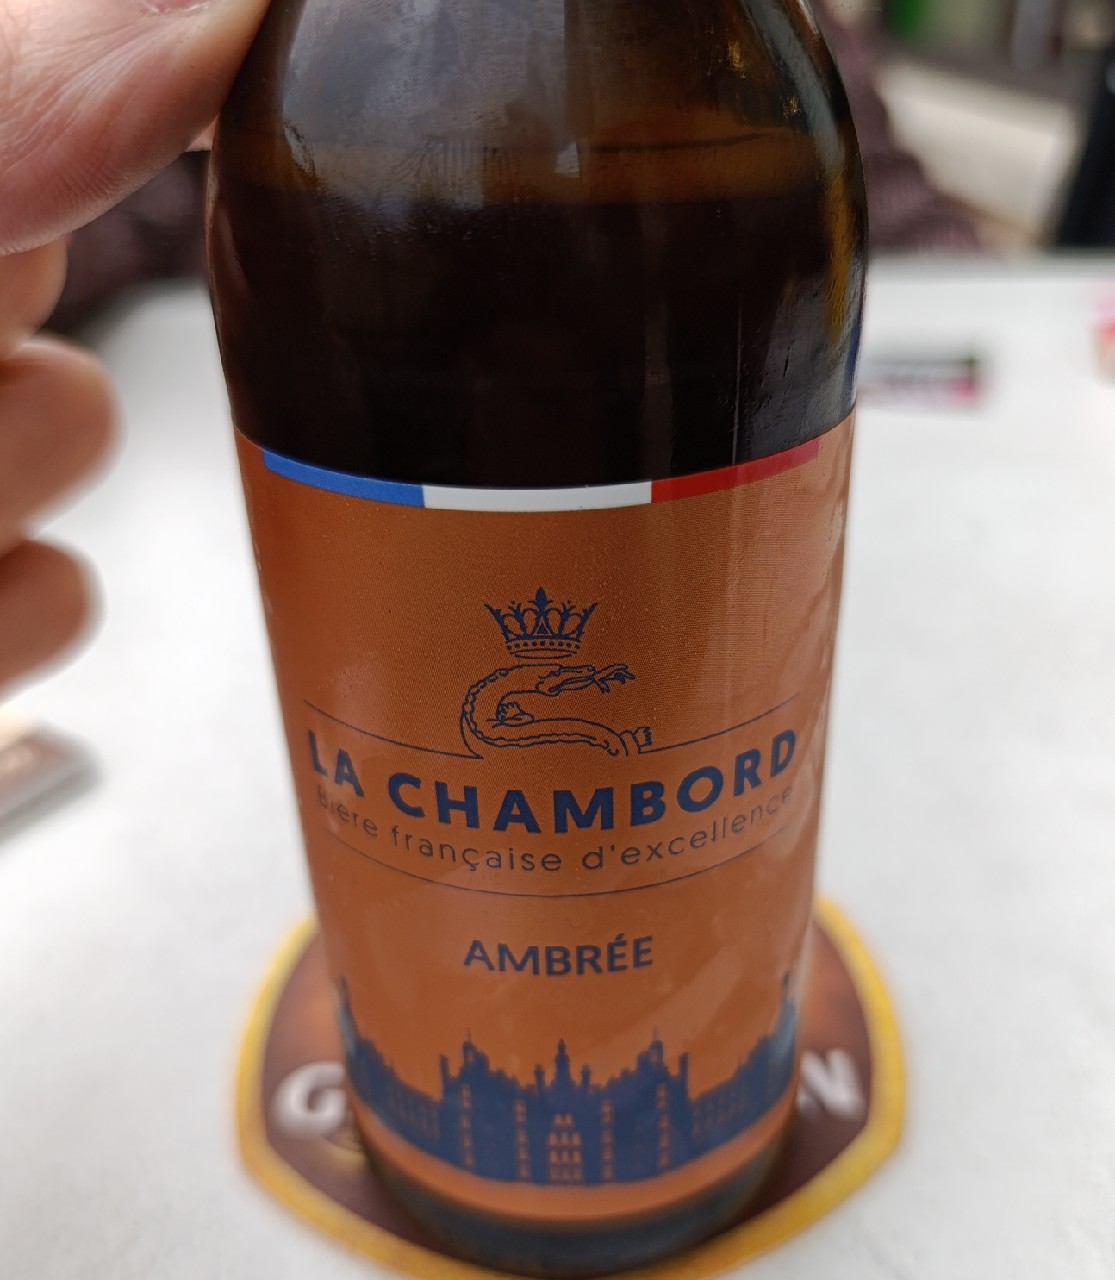 LA CHAMBORD
Bière française d'excellence
AMBRÉE